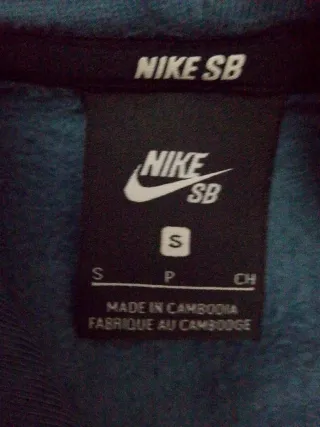 NIKE SB
NIKE
SB
S
S P CH
MADE IN CAMBODIA
FABRIQUE AU CAMBODGE